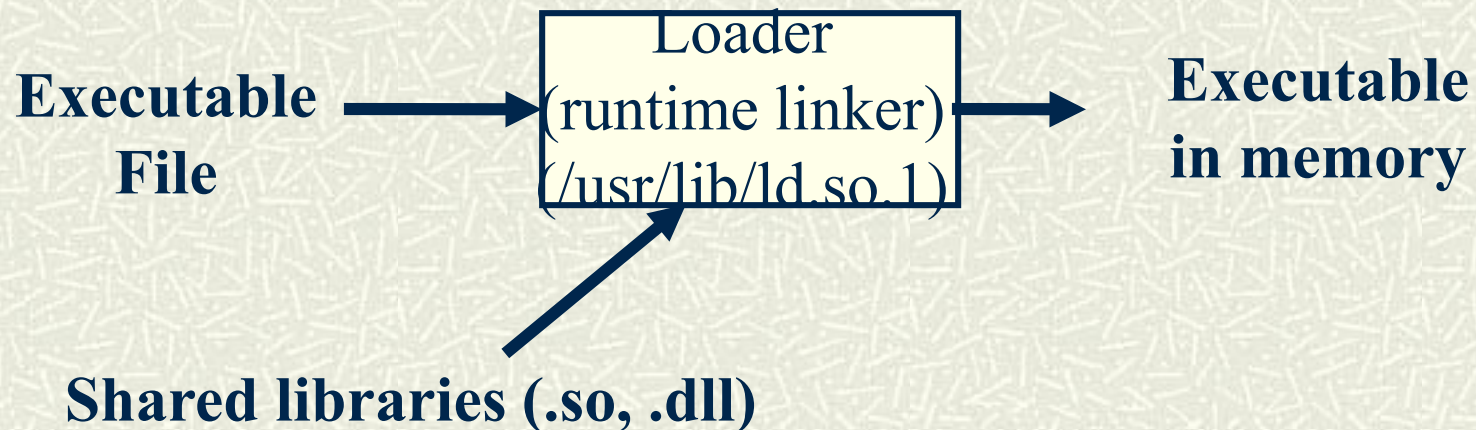 Executable
File
Loader
(runtime linker)
(/usr/lib/ld.so.1)
Executable
in memory
Shared libraries (.so, .dll)